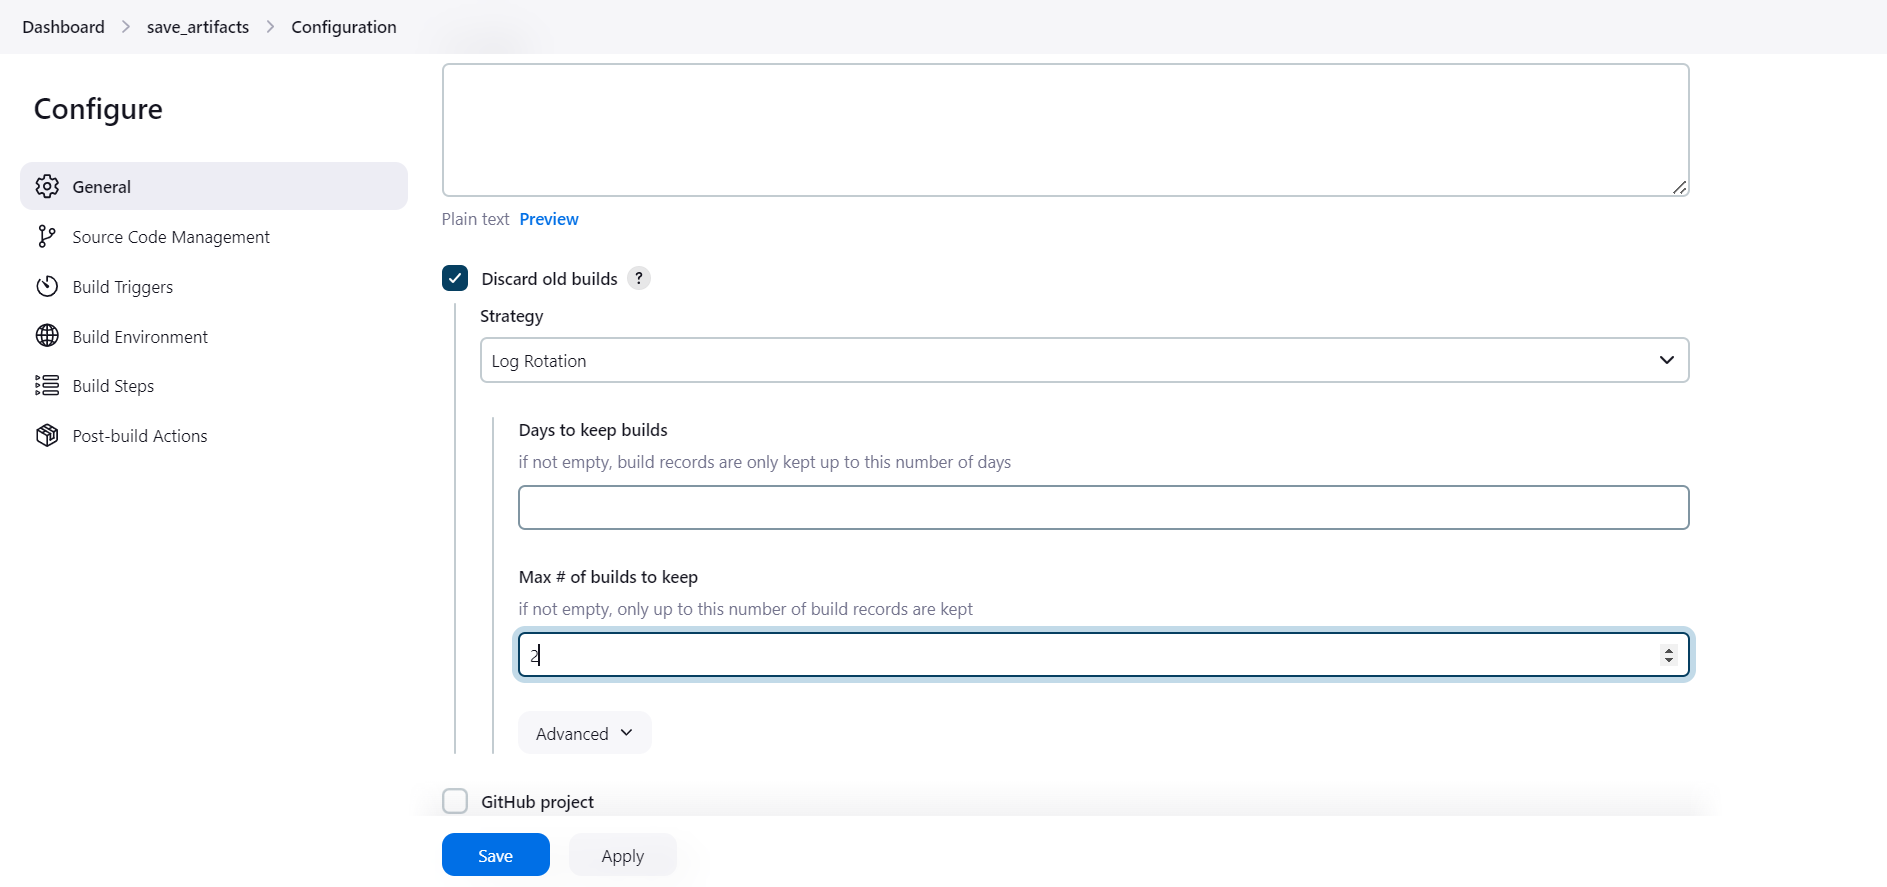 Dashboard > save_artifacts > Configuration
Configure
General
Source Code Management
Build Triggers
Build Environment
Build Steps
Post-build Actions
Plain text Preview
Discard old builds ?
Strategy
Log Rotation
Days to keep builds
if not empty, build records are only kept up to this number of days
Max # of builds to keep
if not empty, only up to this number of build records are kept
2
Advanced
GitHub project
Save Apply